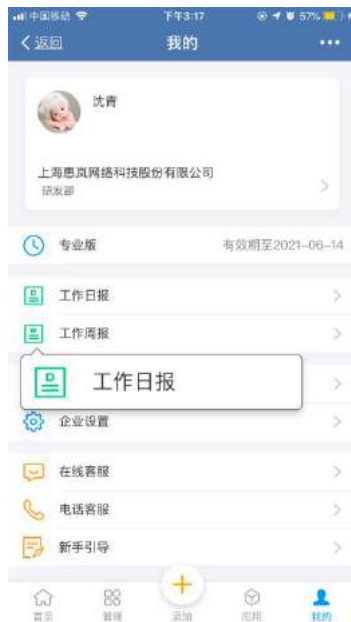 中国移动 下午3:17 57%
返回 我的
沈青
上海惠岚网络科技股份有限公司
研发部
专业版 有效期至2021-06-14
工作日报
工作周报
工作日报
企业设置
在线客服
电话客服
新手引导
首页 管理 添加 应用 我的